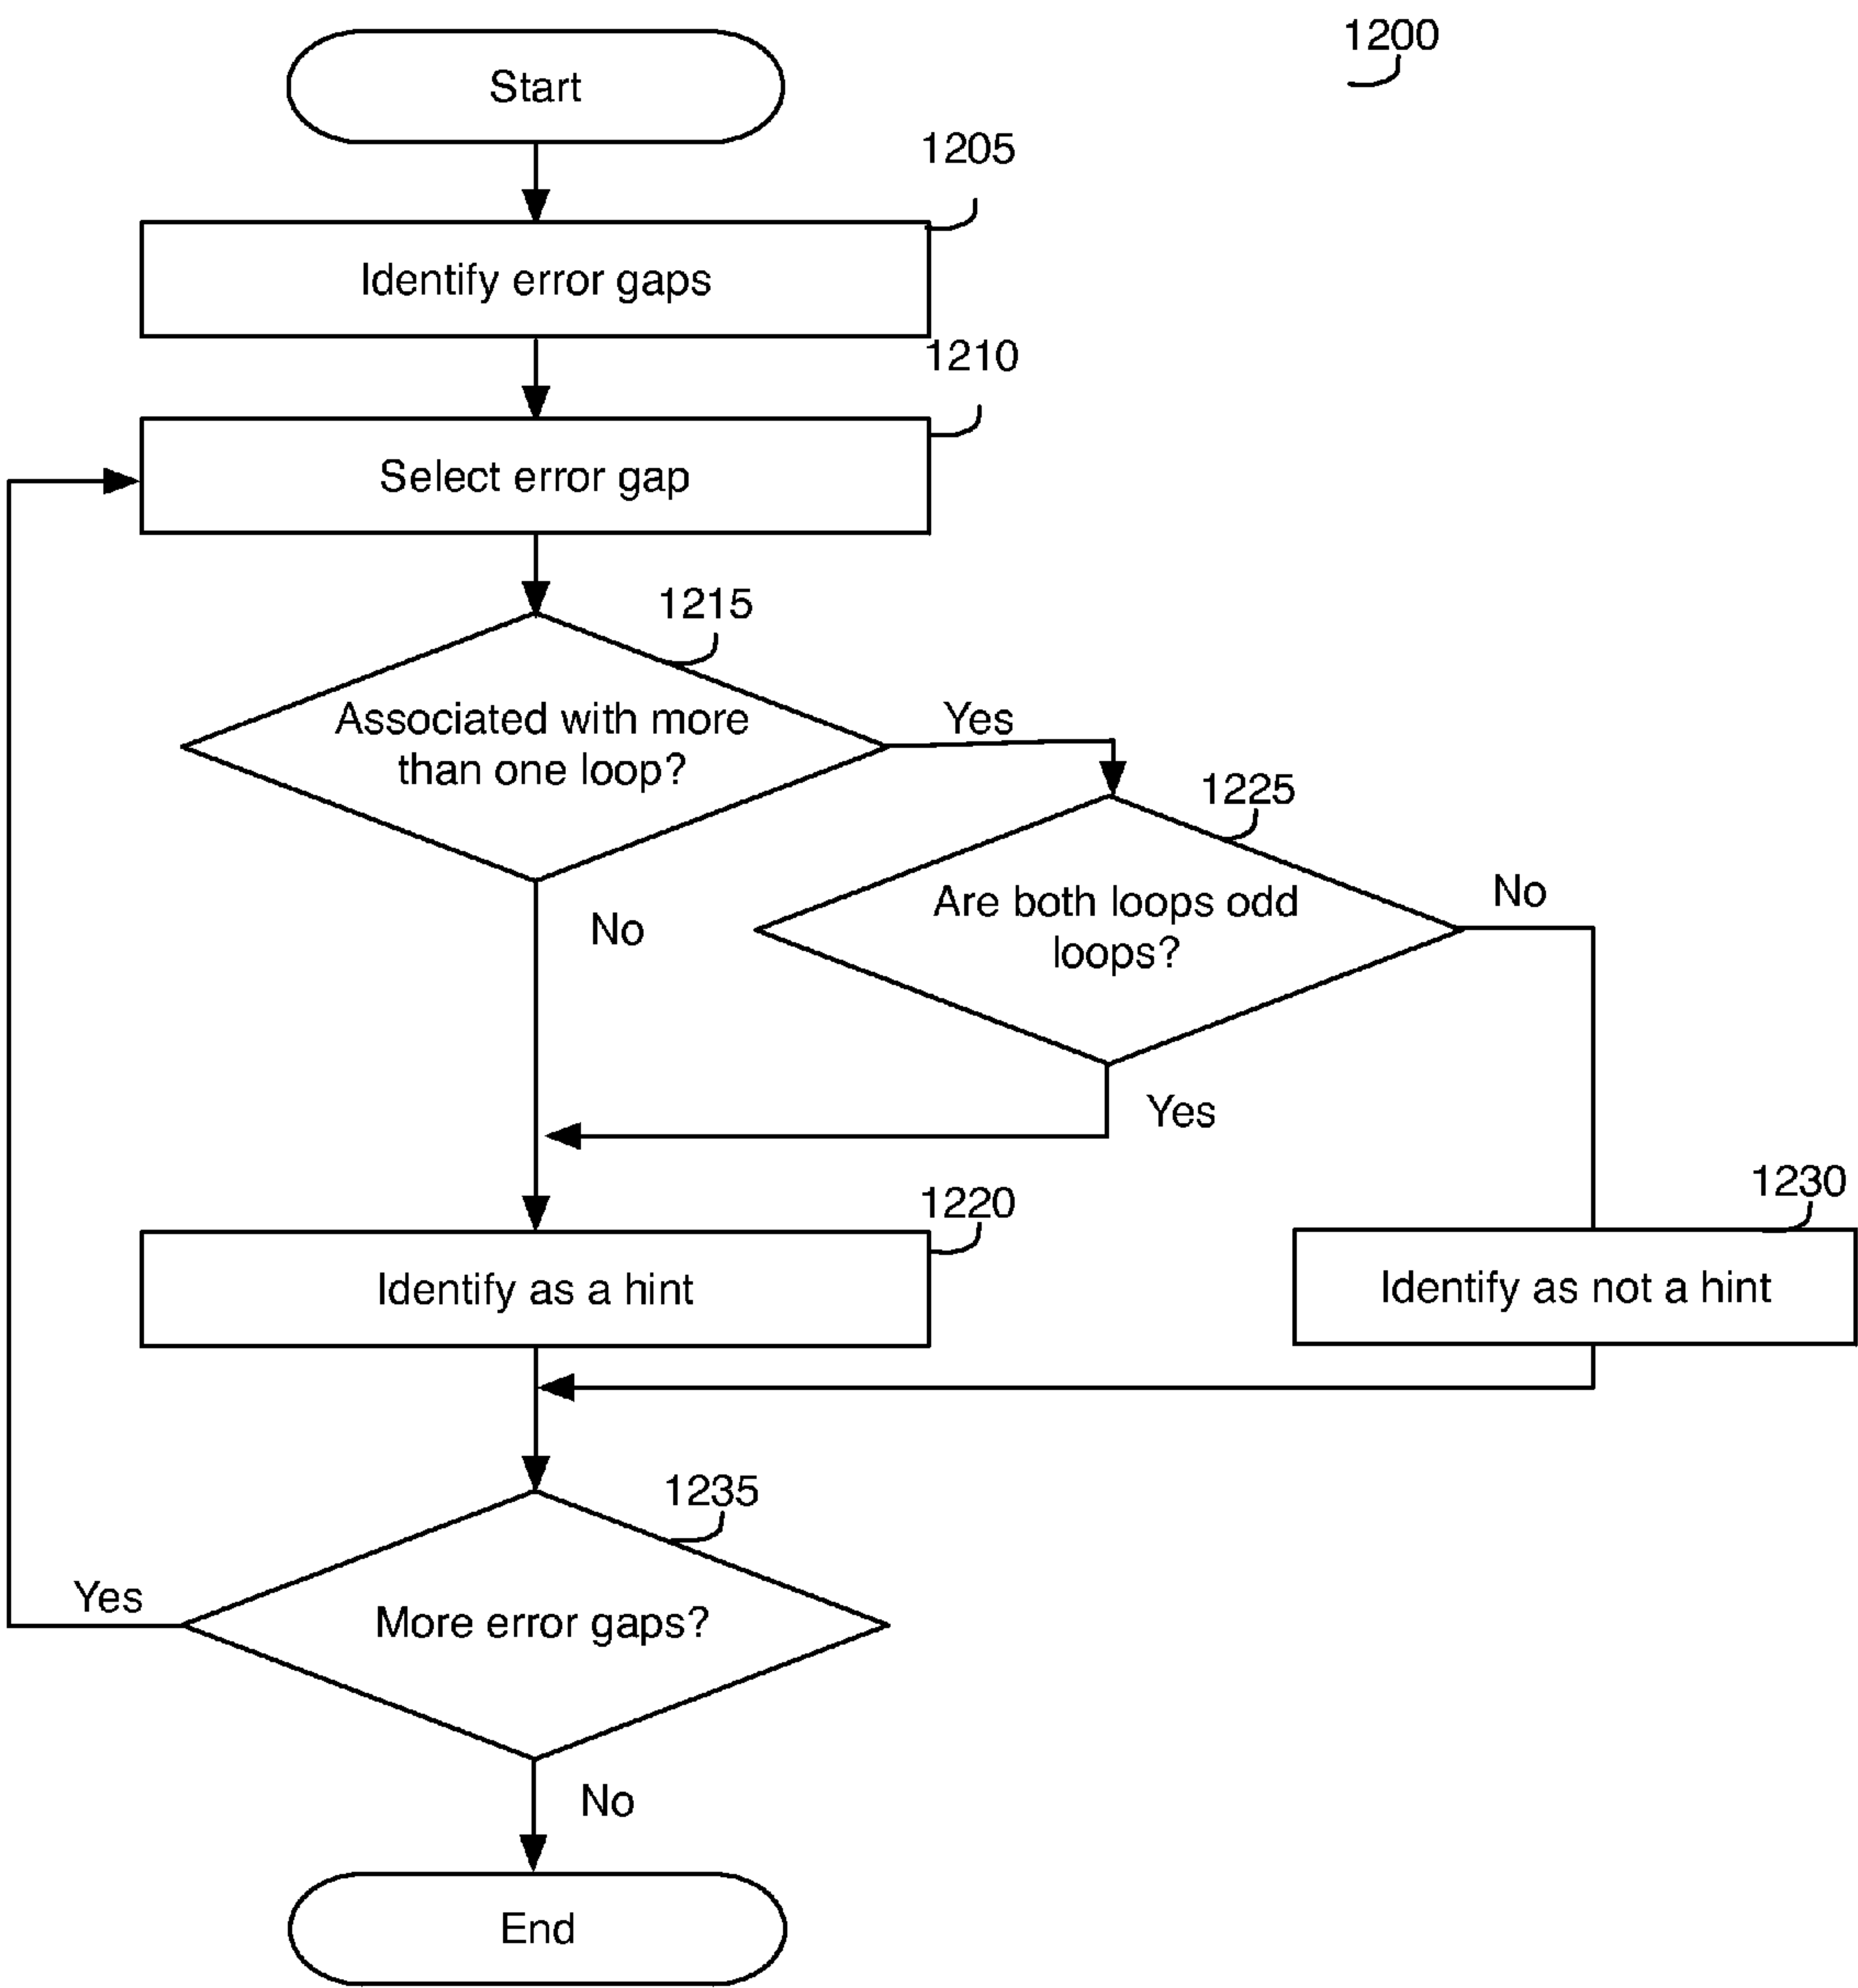 1200
Start
1205
Identify error gaps
1210
Select error gap
1215
Associated with more
than one loop?
Yes
1225
Are both loops odd
loops?
No
No
Yes
1220
Identify as a hint
1230
Identify as not a hint
1235
More error gaps?
Yes
No
End